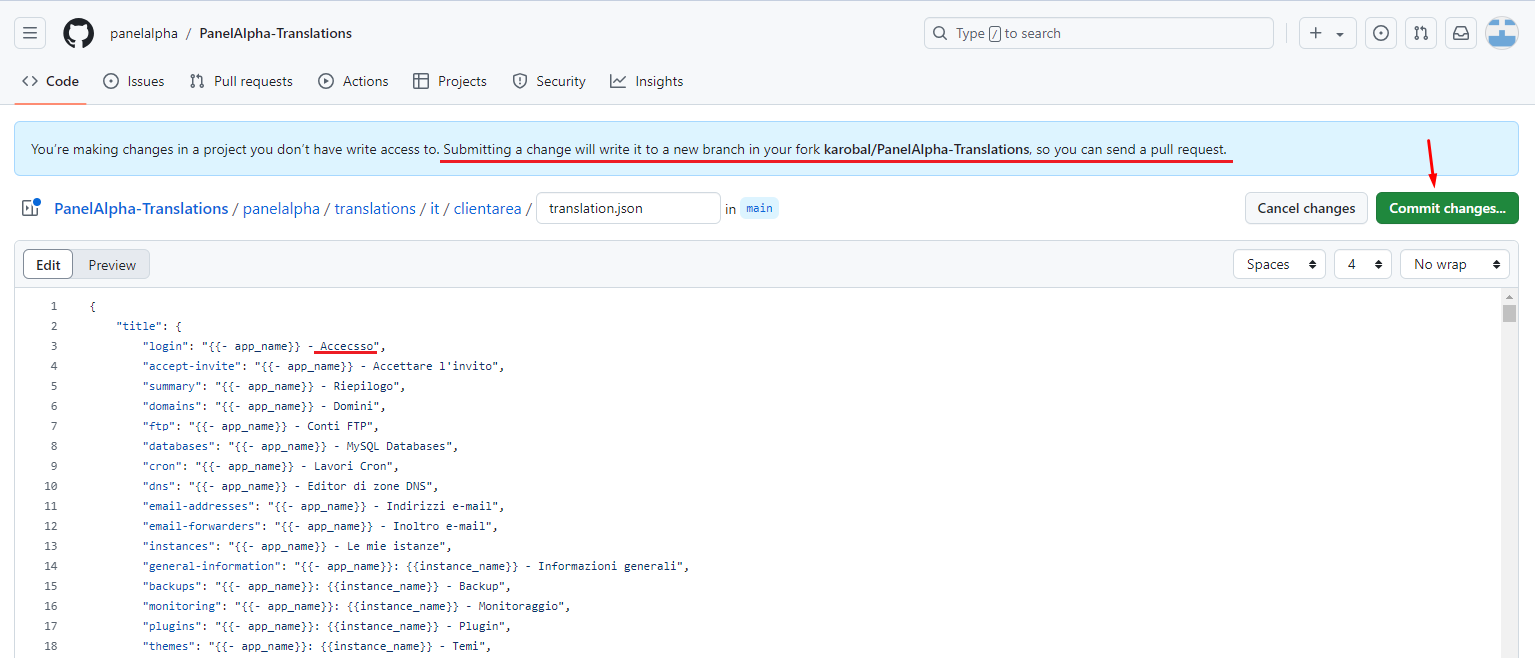 panelalpha / PanelAlpha-Translations
Type / to search
Code Issues Pull requests Actions Projects Security Insights
You're making changes in a project you don't have write access to. Submitting a change will write it to a new branch in your fork karobal/PanelAlpha-Translations, so you can send a pull request.
PanelAlpha-Translations / panelalpha / translations / it / clientarea / translation.json in main
Cancel changes Commit changes...
Edit Preview
Spaces 4 No wrap
1 {
2 "title": {
3 "login": "{{- app_name}} - Accecsso",
4 "accept-invite": "{{- app_name}} - Accettare l'invito",
5 "summary": "{{- app_name}} - Riepilogo",
6 "domains": "{{- app_name}} - Domini",
7 "ftp": "{{- app_name}} - Conti FTP",
8 "databases": "{{- app_name}} - MySQL Databases",
9 "cron": "{{- app_name}} - Lavori Cron",
10 "dns": "{{- app_name}} - Editor di zone DNS",
11 "email-addresses": "{{- app_name}} - Indirizzi e-mail",
12 "email-forwarders": "{{- app_name}} - Inoltro e-mail",
13 "instances": "{{- app_name}} - Le mie istanze",
14 "general-information": "{{- app_name}}: {{instance_name}} - Informazioni generali",
15 "backups": "{{- app_name}}: {{instance_name}} - Backup",
16 "monitoring": "{{- app_name}}: {{instance_name}} - Monitoraggio",
17 "plugins": "{{- app_name}}: {{instance_name}} - Plugin",
18 "themes": "{{- app_name}}: {{instance_name}} - Temi",